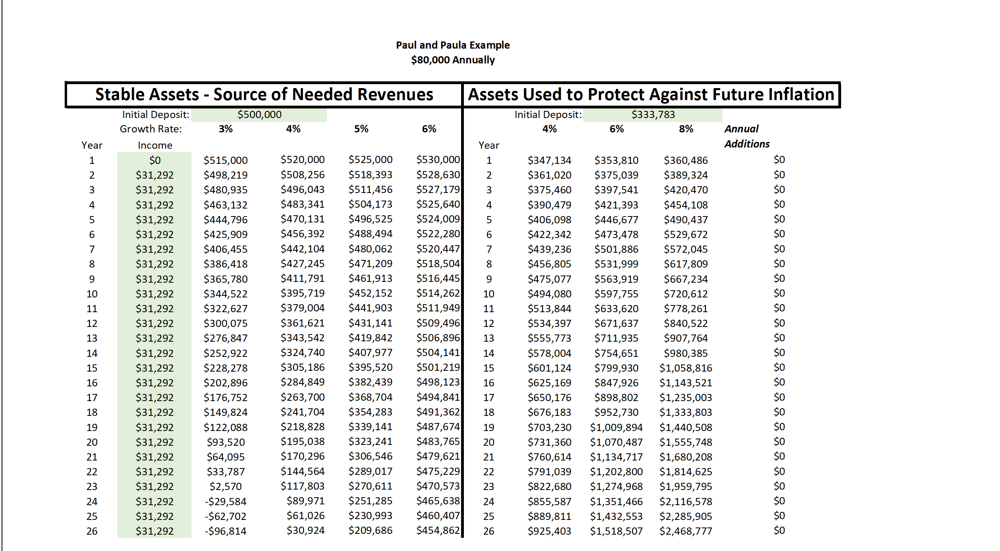 Paul and Paula Example
$80,000 Annually
Stable Assets - Source of Needed Revenues Assets Used to Protect Against Future Inflation
Initial Deposit: $500,000 Initial Deposit: $333,783
Growth Rate: 3% 4% 5% 6% 4% 6% 8% Annual
Year Income Year Additions
1 $0 $515,000 $520,000 $525,000 $530,000 1 $347,134 $353,810 $360,486 $0
2 $31,292 $498,219 $508,256 $518,393 $528,630 2 $361,020 $375,039 $389,324 $0
3 $31,292 $480,935 $496,043 $511,456 $527,179 3 $375,460 $397,541 $420,470 $0
4 $31,292 $463,132 $483,341 $504,173 $525,640 4 $390,479 $421,393 $454,108 $0
5 $31,292 $444,796 $470,131 $496,525 $524,009 5 $406,098 $446,677 $490,437 $0
6 $31,292 $425,909 $456,392 $488,494 $522,280 6 $422,342 $473,478 $529,672 $0
7 $31,292 $406,455 $442,104 $480,062 $520,447 7 $439,236 $501,886 $572,045 $0
8 $31,292 $386,418 $427,245 $471,209 $518,504 8 $456,805 $531,999 $617,809 $0
9 $31,292 $365,780 $411,791 $461,913 $516,445 9 $475,077 $563,919 $667,234 $0
10 $31,292 $344,522 $395,719 $452,152 $514,262 10 $494,080 $597,755 $720,612 $0
11 $31,292 $322,627 $379,004 $441,903 $511,949 11 $513,844 $633,620 $778,261 $0
12 $31,292 $300,075 $361,621 $431,141 $509,496 12 $534,397 $671,637 $840,522 $0
13 $31,292 $276,847 $343,542 $419,842 $506,896 13 $555,773 $711,935 $907,764 $0
14 $31,292 $252,922 $324,740 $407,977 $504,141 14 $578,004 $754,651 $980,385 $0
15 $31,292 $228,278 $305,186 $395,520 $501,219 15 $601,124 $799,930 $1,058,816 $0
16 $31,292 $202,896 $284,849 $382,439 $498,123 16 $625,169 $847,926 $1,143,521 $0
17 $31,292 $176,752 $263,700 $368,704 $494,841 17 $650,176 $898,802 $1,235,003 $0
18 $31,292 $149,824 $241,704 $354,283 $491,362 18 $676,183 $952,730 $1,333,803 $0
19 $31,292 $122,088 $218,828 $339,141 $487,674 19 $703,230 $1,009,894 $1,440,508 $0
20 $31,292 $93,520 $195,038 $323,241 $483,765 20 $731,360 $1,070,487 $1,555,748 $0
21 $31,292 $64,095 $170,296 $306,546 $479,621 21 $760,614 $1,134,717 $1,680,208 $0
22 $31,292 $33,787 $144,564 $289,017 $475,229 22 $791,039 $1,202,800 $1,814,625 $0
23 $31,292 $2,570 $117,803 $270,611 $470,573 23 $822,680 $1,274,968 $1,959,795 $0
24 $31,292 -$29,584 $89,971 $251,285 $465,638 24 $855,587 $1,351,466 $2,116,578 $0
25 $31,292 -$62,702 $61,026 $230,993 $460,407 25 $889,811 $1,432,553 $2,285,905 $0
26 $31,292 -$96,814 $30,924 $209,686 $454,862 26 $925,403 $1,518,507 $2,468,777 $0